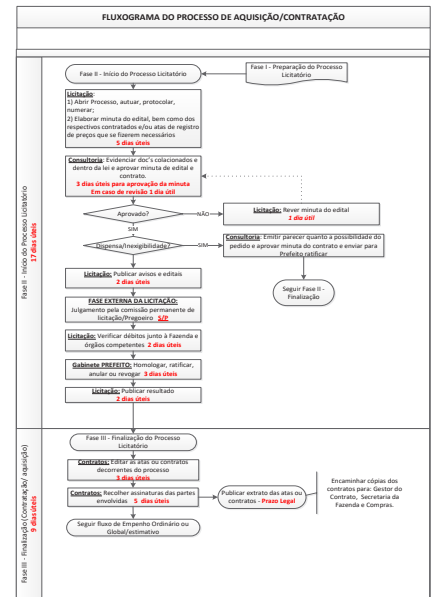 FLUXOGRAMA DO PROCESSO DE AQUISIÇÃO/CONTRATAÇÃO
Fase II - Início do Processo Licitatório
17 dias úteis
Fase II - Início do Processo Licitatório
Fase I - Preparação do Processo
Licitatório
Licitação:
1) Abrir Processo, autuar, protocolar,
numerar;
2) Elaborar minuta do edital, bem como dos
respectivos contratados e/ou atas de registro
de preços que se fizerem necessários
5 dias úteis
Consultoria: Evidenciar doc's colacionados e
dentro da lei e aprovar minuta de edital e
contrato.
3 dias úteis para aprovação da minuta
Em caso de revisão 1 dia útil
Aprovado?
NÃO
Licitação: Rever minuta do edital
1 dia útil
SIM
Dispensa/Inexigibilidade?
SIM
Consultoria: Emitir parecer quanto a possibilidade do
pedido e aprovar minuta do contrato e enviar para
Prefeito ratificar
Licitação: Publicar avisos e editais
2 dias úteis
Seguir Fase II -
Finalização
FASE EXTERNA DA LICITAÇÃO:
Julgamento pela comissão permanente de
licitação/Pregoeiro S/P
Licitação: Verificar débitos junto à Fazenda e
órgãos competentes 2 dias úteis
Gabinete PREFEITO: Homologar, ratificar,
anular ou revogar 3 dias úteis
Licitação: Publicar resultado
2 dias úteis
Fase III - Finalização (Contratação/ aquisição)
9 dias úteis
Fase III - Finalização do Processo
Licitatório
Contratos: Editar as atas ou contratos
decorrentes do processo
3 dias úteis
Contratos: Recolher assinaturas das partes
envolvidas 5 dias úteis
Publicar extrato das atas ou
contratos - Prazo Legal
Encaminhar cópias dos
contratos para: Gestor do
Contrato, Secretaria da
Fazenda e Compras.
Seguir fluxo de Empenho Ordinário ou
Global/estimativo